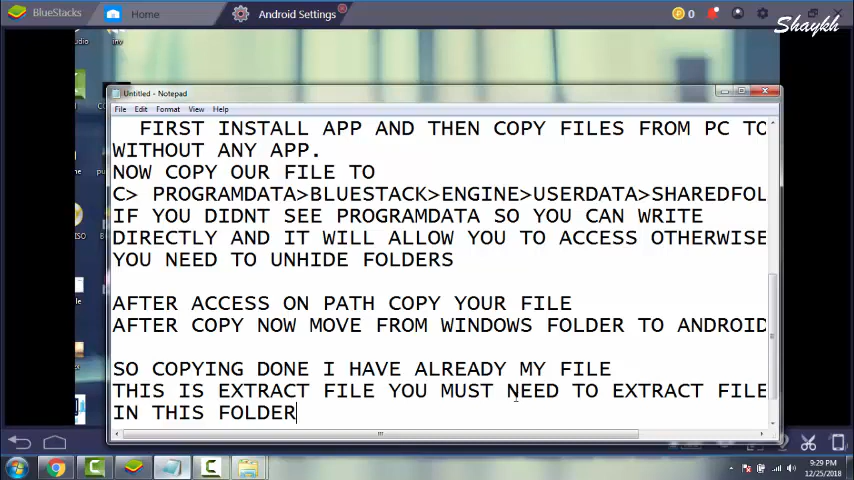 BlueStacks
Home
Android Settings
0
Shaykh
Untitled - Notepad
File Edit Format View Help
FIRST INSTALL APP AND THEN COPY FILES FROM PC TO
WITHOUT ANY APP.
NOW COPY OUR FILE TO
C> PROGRAMDATA>BLUESTACK>ENGINE>USERDATA>SHAREDFOL
IF YOU DIDNT SEE PROGRAMDATA SO YOU CAN WRITE
DIRECTLY AND IT WILL ALLOW YOU TO ACCESS OTHERWISE
YOU NEED TO UNHIDE FOLDERS
AFTER ACCESS ON PATH COPY YOUR FILE
AFTER COPY NOW MOVE FROM WINDOWS FOLDER TO ANDROID
SO COPYING DONE I HAVE ALREADY MY FILE
THIS IS EXTRACT FILE YOU MUST NEED TO EXTRACT FILE
IN THIS FOLDER
9:29 PM
12/25/2018